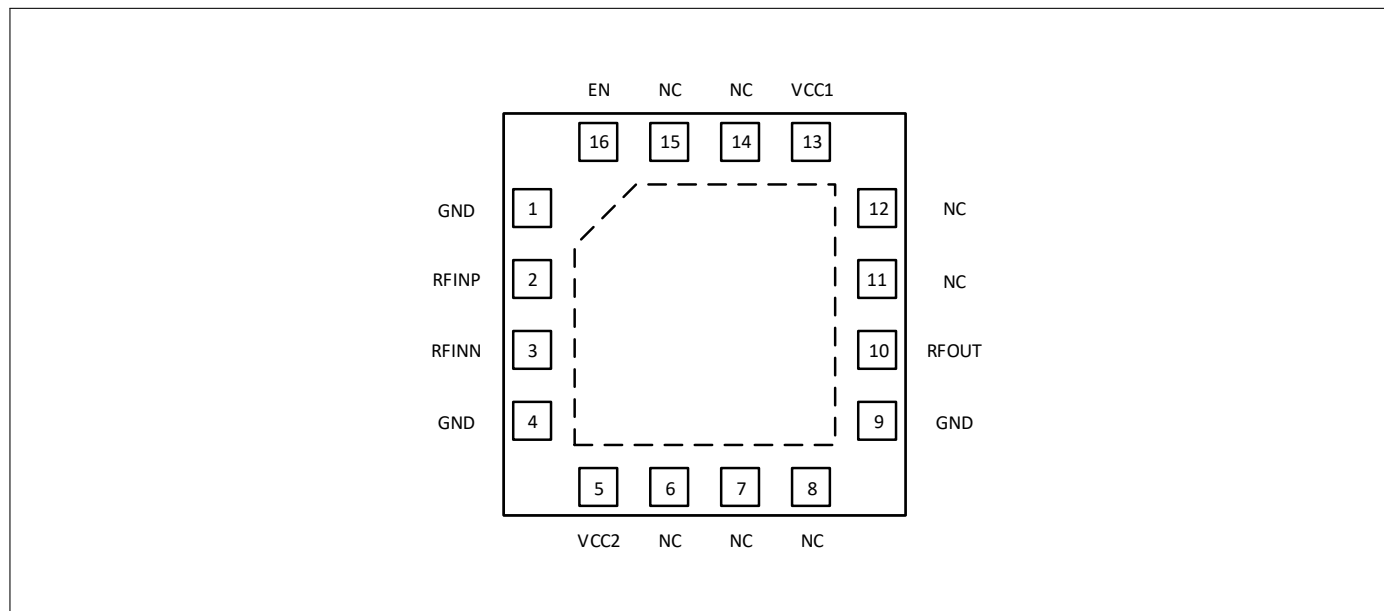 EN NC NC VCC1
16 15 14 13
GND 1 12 NC
RFINP 2 11 NC
RFINN 3 10 RFOUT
GND 4 9 GND
5 6 7 8
VCC2 NC NC NC